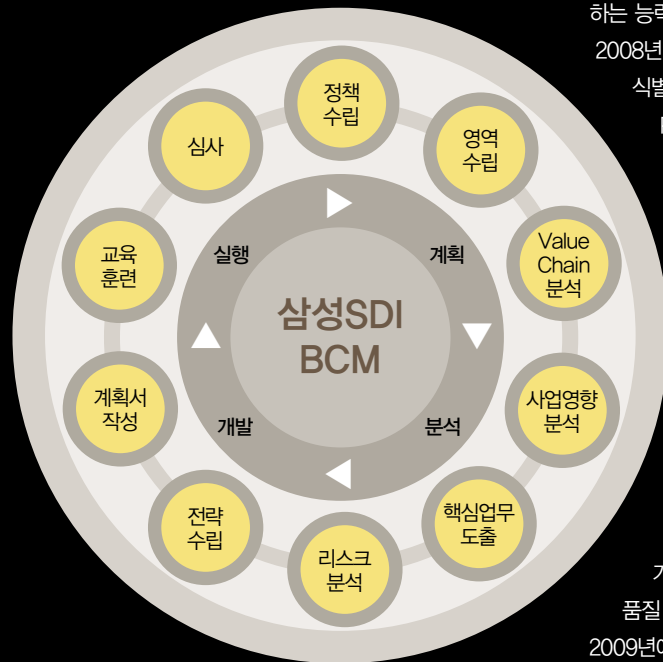 하는 능력
2008년
식별
정책
수립
영역
수립
Value
Chain
분석
사업영향
분석
핵심업무
도출
리스크
분석
전략
수립
계획서
작성
교육
훈련
심사
실행
계획
분석
개발
삼성SDI
BCM
품질
2009년에